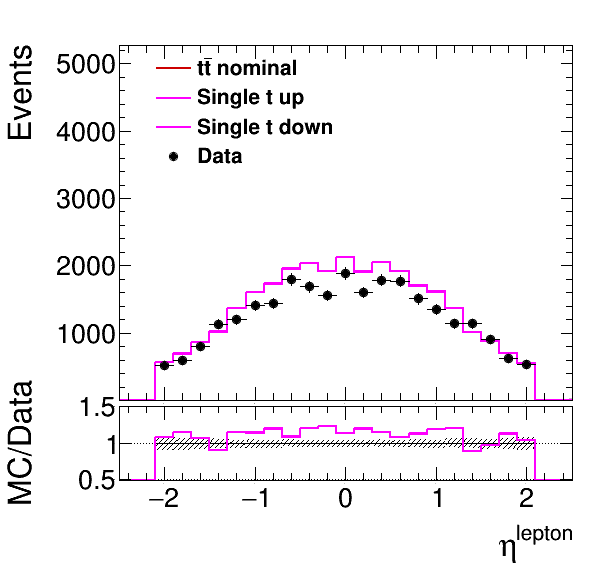 Events
5000
4000
3000
2000
1000
tt̄ nominal
Single t up
Single t down
Data
MC/Data
1.5
1
0.5
−2 −1 0 1 2
η^lepton